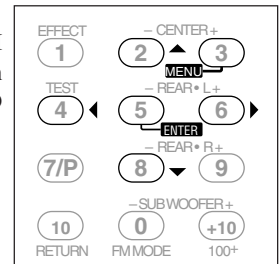 EFFECT – CENTER +
1 2 3
MENU
TEST – REAR • L +
4 5 6
ENTER
– REAR • R +
7/P 8 9
– SUBWOOFER +
10 0 +10
RETURN FM MODE 100+